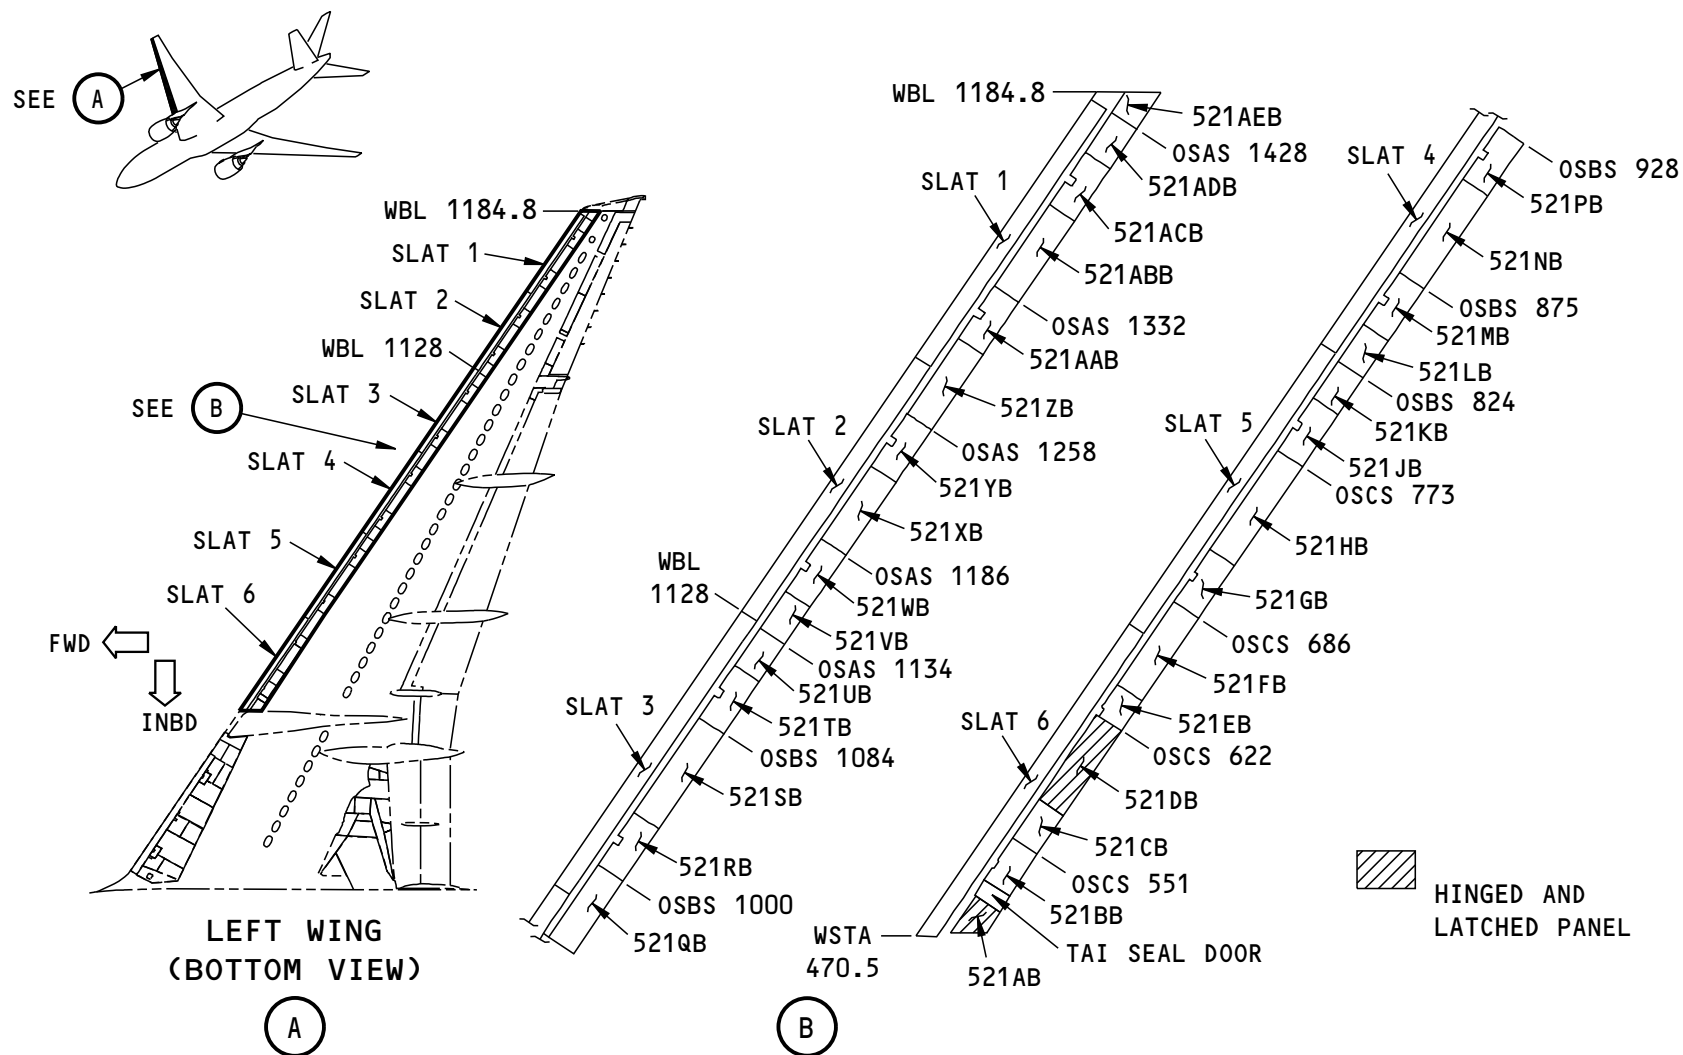 SEE A
WBL 1184.8
SLAT 1
SLAT 2
WBL 1128
SLAT 3
SEE B
SLAT 4
SLAT 5
SLAT 6
FWD
INBD
LEFT WING
(BOTTOM VIEW)
A
WBL 1184.8
521AEB
OSAS 1428
SLAT 1
521ADB
521ACB
521ABB
OSAS 1332
521AAB
521ZB
SLAT 2
OSAS 1258
521YB
521XB
WBL
1128
OSAS 1186
521WB
521VB
OSAS 1134
521UB
SLAT 3
521TB
OSBS 1084
521SB
521RB
OSBS 1000
521QB
SLAT 4
OSBS 928
521PB
521NB
OSBS 875
521MB
521LB
OSBS 824
SLAT 5
521KB
521JB
OSCS 773
521HB
521GB
OSCS 686
521FB
SLAT 6
521EB
OSCS 622
521DB
521CB
OSCS 551
521BB
WSTA
470.5
TAI SEAL DOOR
521AB
B
HINGED AND
LATCHED PANEL